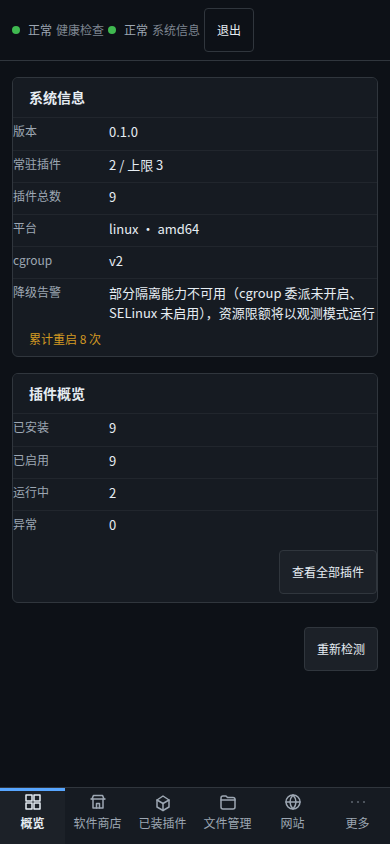 正常 健康检查 正常 系统信息 退出
系统信息
版本 0.1.0
常驻插件 2 / 上限 3
插件总数 9
平台 linux · amd64
cgroup v2
降级告警 部分隔离能力不可用（cgroup 委派未开启、
SELinux 未启用），资源限额将以观测模式运行
累计重启 8 次
插件概览
已安装 9
已启用 9
运行中 2
异常 0
查看全部插件
重新检测
概览 软件商店 已装插件 文件管理 网站 更多